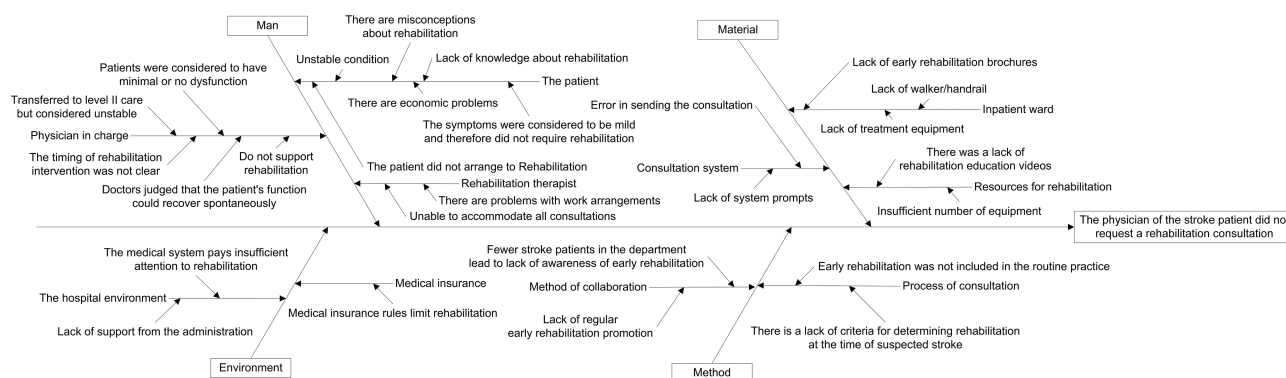 Man
There are misconceptions
about rehabilitation
Unstable condition
Lack of knowledge about rehabilitation
The patient
There are economic problems
The symptoms were considered to be mild
and therefore did not require rehabilitation
The patient did not arrange to Rehabilitation
Patients were considered to have
minimal or no dysfunction
Transferred to level II care
but considered unstable
Physician in charge
The timing of rehabilitation
intervention was not clear
Do not support
rehabilitation
Doctors judged that the patient's function
could recover spontaneously
Rehabilitation therapist
There are problems with work arrangements
Unable to accommodate all consultations
Material
Lack of early rehabilitation brochures
Lack of walker/handrail
Inpatient ward
Lack of treatment equipment
Error in sending the consultation
Consultation system
Lack of system prompts
There was a lack of
rehabilitation education videos
Resources for rehabilitation
Insufficient number of equipment
The physician of the stroke patient did no
request a rehabilitation consultation
The medical system pays insufficient
attention to rehabilitation
The hospital environment
Lack of support from the administration
Medical insurance
Medical insurance rules limit rehabilitation
Environment
Fewer stroke patients in the department
lead to lack of awareness of early rehabilitation
Method of collaboration
Lack of regular
early rehabilitation promotion
Early rehabilitation was not included in the routine practice
Process of consultation
There is a lack of criteria for determining rehabilitation
at the time of suspected stroke
Method